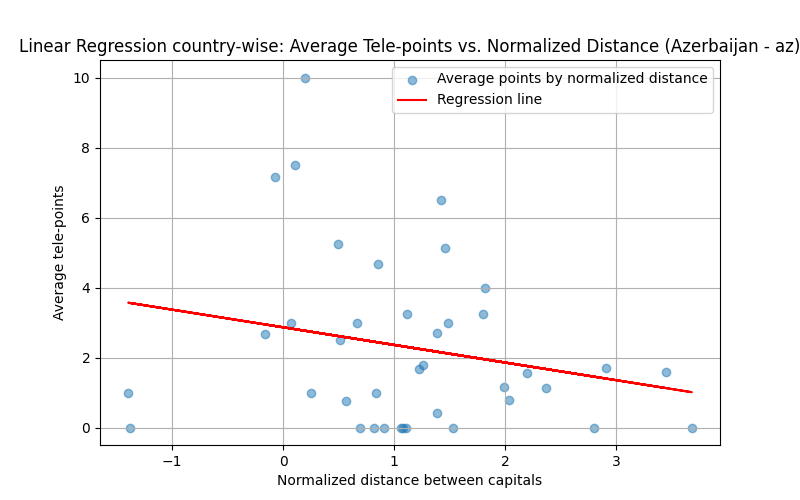 Linear Regression country-wise: Average Tele-points vs. Normalized Distance (Azerbaijan - az)
Average points by normalized distance
Regression line
Average tele-points
10
8
6
4
2
0
−1 0 1 2 3
Normalized distance between capitals